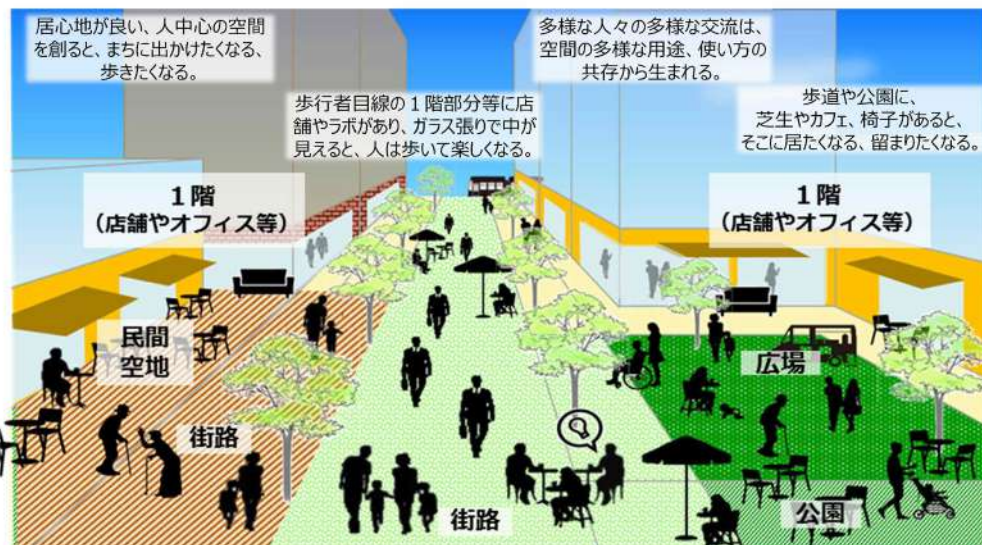 居心地が良い、人中心の空間
を創ると、まちに出かけたくなる、
歩きたくなる。
多様な人々の多様な交流は、
空間の多様な用途、使い方の
共存から生まれる。
歩行者目線の1階部分等に店
舗やラボがあり、ガラス張りで中が
見えると、人は歩いて楽しくなる。
歩道や公園に、
芝生やカフェ、椅子があると、
そこに居たくなる、留まりたくなる。
1階
（店舗やオフィス等）
1階
（店舗やオフィス等）
民間
空地
広場
街路
街路
公園